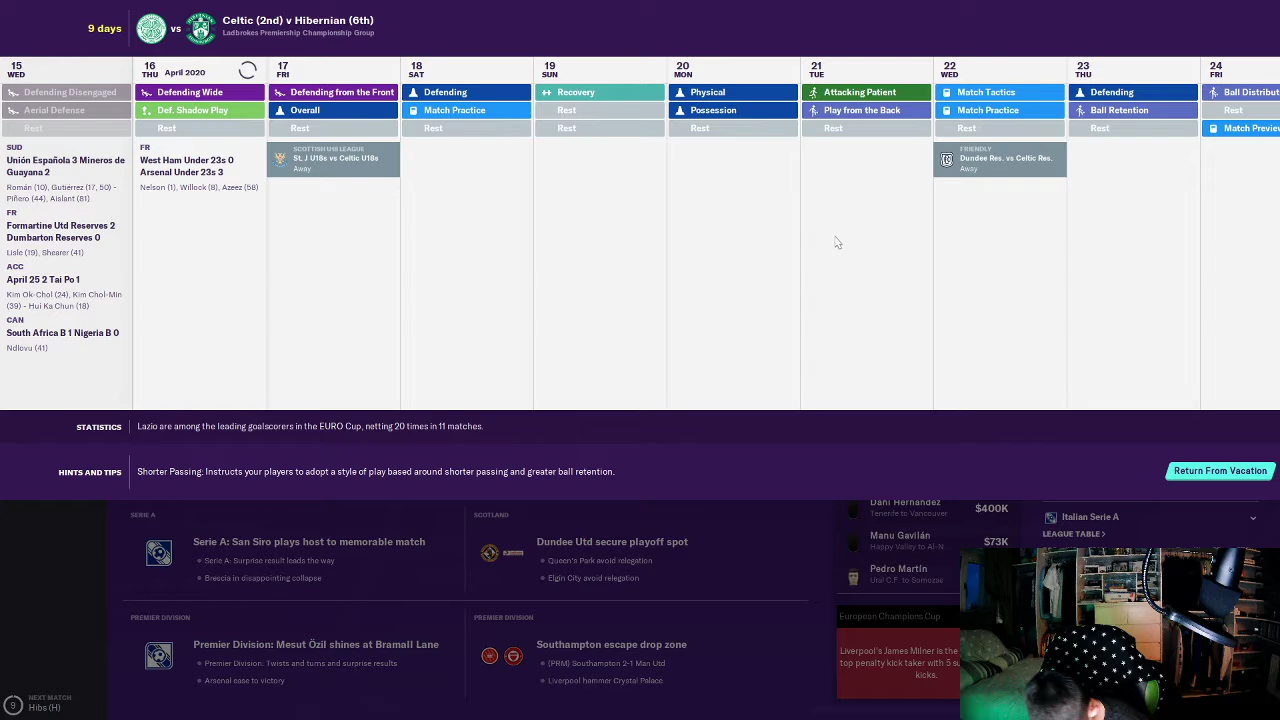 9 days
vs
Celtic (2nd) v Hibernian (6th)
Ladbrokes Premiership Championship Group
15
WED
16
THU April 2020
17
FRI
18
SAT
19
SUN
20
MON
21
TUE
22
WED
23
THU
24
FRI
Defending Disengaged
Defending Wide
Defending from the Front
Defending
Recovery
Physical
Attacking Patient
Match Tactics
Defending
Ball Distribut
Aerial Defense
Def. Shadow Play
Overall
Match Practice
Rest
Possession
Play from the Back
Match Practice
Ball Retention
Rest
Rest
Rest
Rest
Rest
Rest
Rest
Rest
Rest
Rest
Match Preview
SUD
Unión Española 3 Mineros de
Guayana 2
Román (10), Gutiérrez (17, 50) -
Piñero (44), Aislant (81)
FR
Formartine Utd Reserves 2
Dumbarton Reserves 0
Lisle (19), Shearer (41)
ACC
April 25 2 Tai Po 1
Kim Ok-Chol (24), Kim Chol-Min
(39) - Hui Ka Chun (18)
CAN
South Africa B 1 Nigeria B 0
Ndlovu (41)
FR
West Ham Under 23s 0
Arsenal Under 23s 3
Nelson (1), Willock (8), Azeez (58)
SCOTTISH U18 LEAGUE
St. J U18s vs Celtic U18s
Away
FRIENDLY
Dundee Res. vs Celtic Res.
Away
STATISTICS
Lazio are among the leading goalscorers in the EURO Cup, netting 20 times in 11 matches.
HINTS AND TIPS
Shorter Passing: Instructs your players to adopt a style of play based around shorter passing and greater ball retention.
Return From Vacation
SERIE A
Serie A: San Siro plays host to memorable match
Serie A: Surprise result leads the way
Brescia in disappointing collapse
SCOTLAND
Dundee Utd secure playoff spot
Queen's Park avoid relegation
Elgin City avoid relegation
PREMIER DIVISION
Premier Division: Mesut Özil shines at Bramall Lane
Premier Division: Twists and turns and surprise results
Arsenal ease to victory
PREMIER DIVISION
Southampton escape drop zone
(PRM) Southampton 2-1 Man Utd
Liverpool hammer Crystal Palace
Dani Hernández
Tenerife to Vancouver
$400K
Manu Gavilán
Happy Valley to Al-N
$73K
Pedro Martín
Ural C.F. to Somozas
Italian Serie A
LEAGUE TABLE >
European Champions Cup
Liverpool's James Milner is the
top penalty kick taker with 5 su
kicks.
9
NEXT MATCH
Hibs (H)